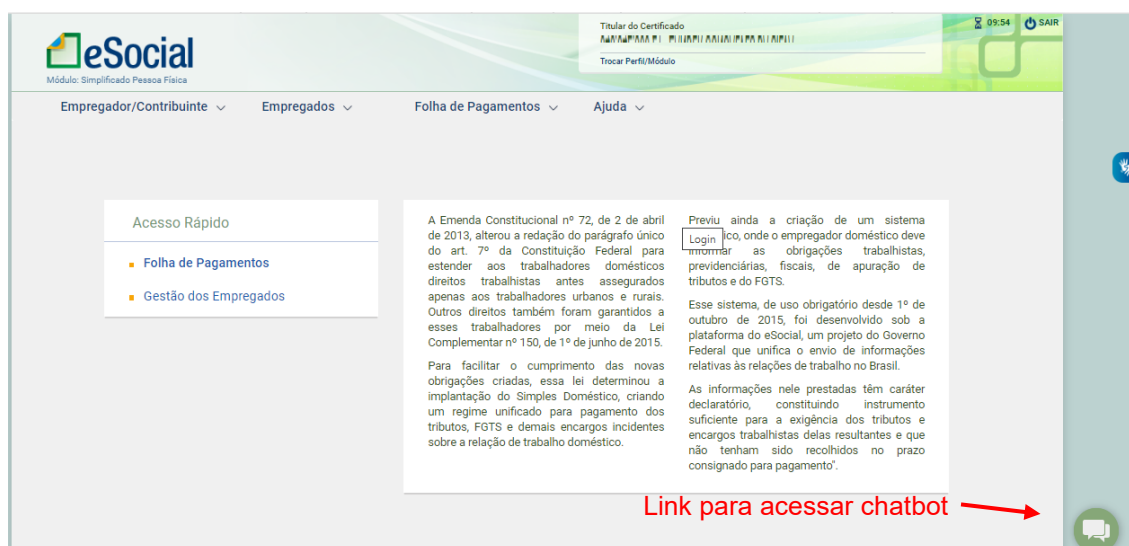 eSocial
Módulo: Simplificado Pessoa Física
Titular do Certificado
Trocar Perfil/Módulo
09:54 SAIR
Empregador/Contribuinte Empregados Folha de Pagamentos Ajuda
Acesso Rápido
Folha de Pagamentos
Gestão dos Empregados
A Emenda Constitucional nº 72, de 2 de abril
de 2013, alterou a redação do parágrafo único
do art. 7º da Constituição Federal para
estender aos trabalhadores domésticos
direitos trabalhistas antes assegurados
apenas aos trabalhadores urbanos e rurais.
Outros direitos também foram garantidos a
esses trabalhadores por meio da Lei
Complementar nº 150, de 1º de junho de 2015.
Para facilitar o cumprimento das novas
obrigações criadas, essa lei determinou a
implantação do Simples Doméstico, criando
um regime unificado para pagamento dos
tributos, FGTS e demais encargos incidentes
sobre a relação de trabalho doméstico.
Previu ainda a criação de um sistema
Login
ico, onde o empregador doméstico deve
informar as obrigações trabalhistas,
previdenciárias, fiscais, de apuração de
tributos e do FGTS.
Esse sistema, de uso obrigatório desde 1º de
outubro de 2015, foi desenvolvido sob a
plataforma do eSocial, um projeto do Governo
Federal que unifica o envio de informações
relativas às relações de trabalho no Brasil.
As informações nele prestadas têm caráter
declaratório, constituindo instrumento
suficiente para a exigência dos tributos e
encargos trabalhistas delas resultantes e que
não tenham sido recolhidos no prazo
consignado para pagamento".
Link para acessar chatbot